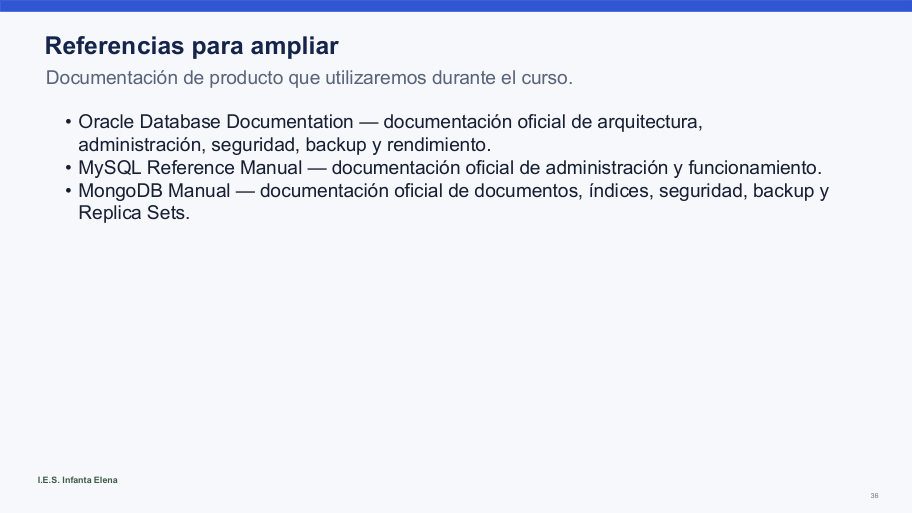 Referencias para ampliar
Documentación de producto que utilizaremos durante el curso.
• Oracle Database Documentation — documentación oficial de arquitectura,
administración, seguridad, backup y rendimiento.
• MySQL Reference Manual — documentación oficial de administración y funcionamiento.
• MongoDB Manual — documentación oficial de documentos, índices, seguridad, backup y
Replica Sets.
I.E.S. Infanta Elena
36